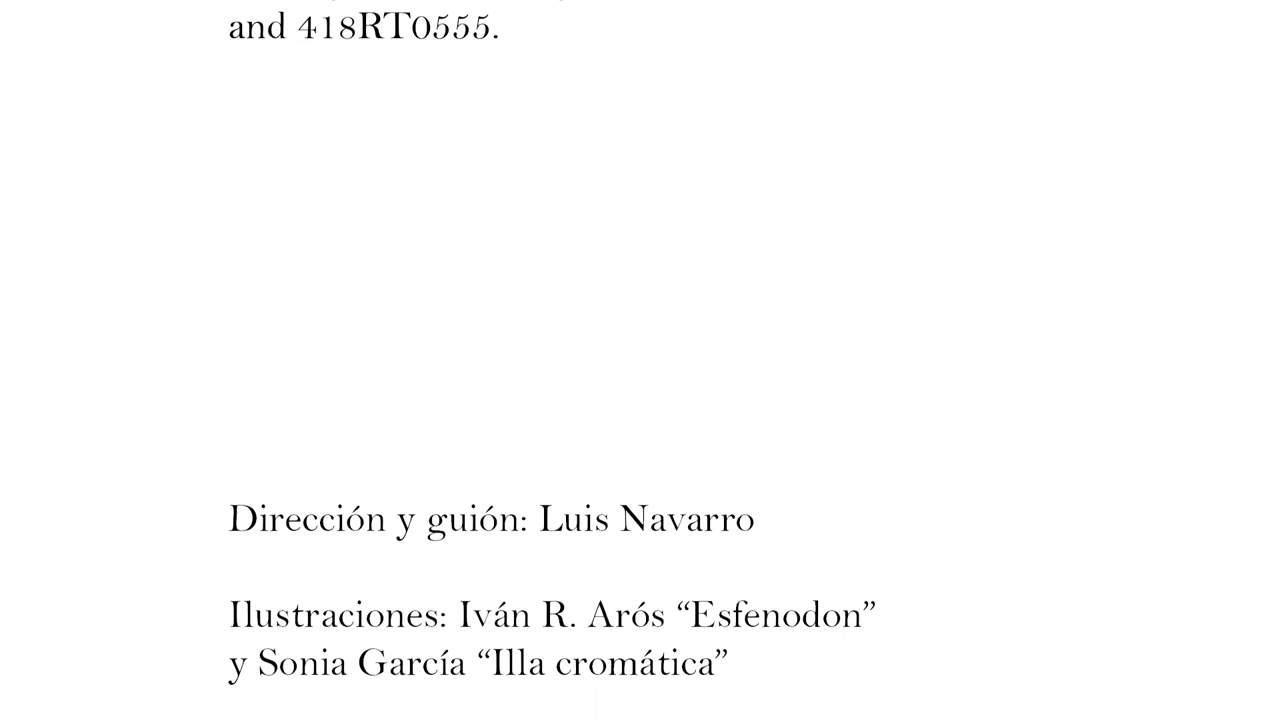 and 418RT0555.
Dirección y guión: Luis Navarro
Ilustraciones: Iván R. Arós “Esfenodon”
y Sonia García “Illa cromática”